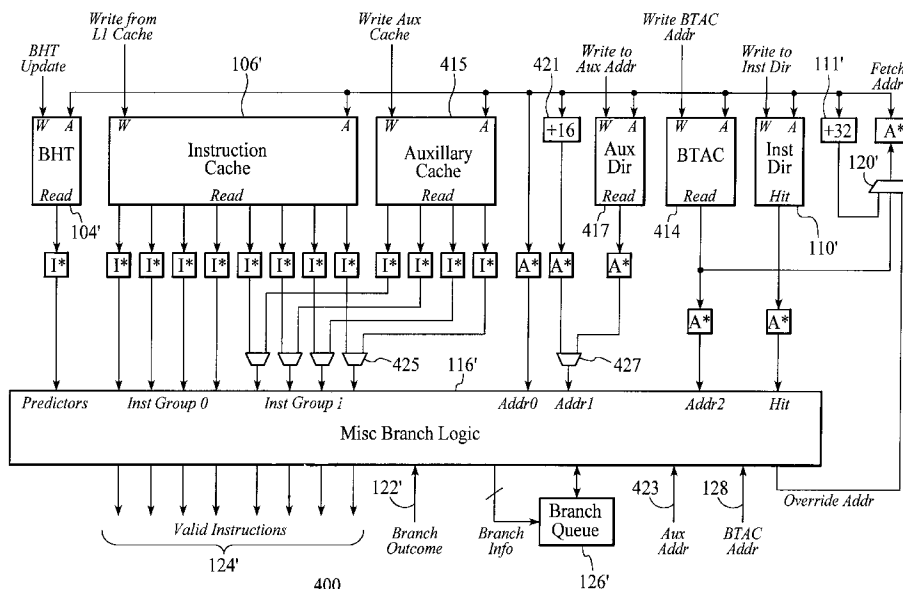 Write from
L1 Cache
Write Aux
Cache
Write BTAC
Addr
BHT
Update
106'
415
421
Write to
Aux Addr
Write to
Inst Dir
111'
Fetch
Addr
W A
BHT
Read
W A
Instruction
Cache
Read
W A
Auxillary
Cache
Read
+16
W A
Aux
Dir
Read
W A
BTAC
Read
W A
Inst
Dir
Hit
+32
A*
120'
104'
417
414
110'
I* I* I* I* I* I* I* I* I* I* I* I* I* A* A* A*
A* A*
425
427
116'
Predictors Inst Group 0 Inst Group 1 Addr0 Addr1 Addr2 Hit
Misc Branch Logic
122'
423
128
Override Addr
Valid Instructions
124'
Branch
Outcome
Branch
Info
Branch
Queue
126'
Aux
Addr
BTAC
Addr
400